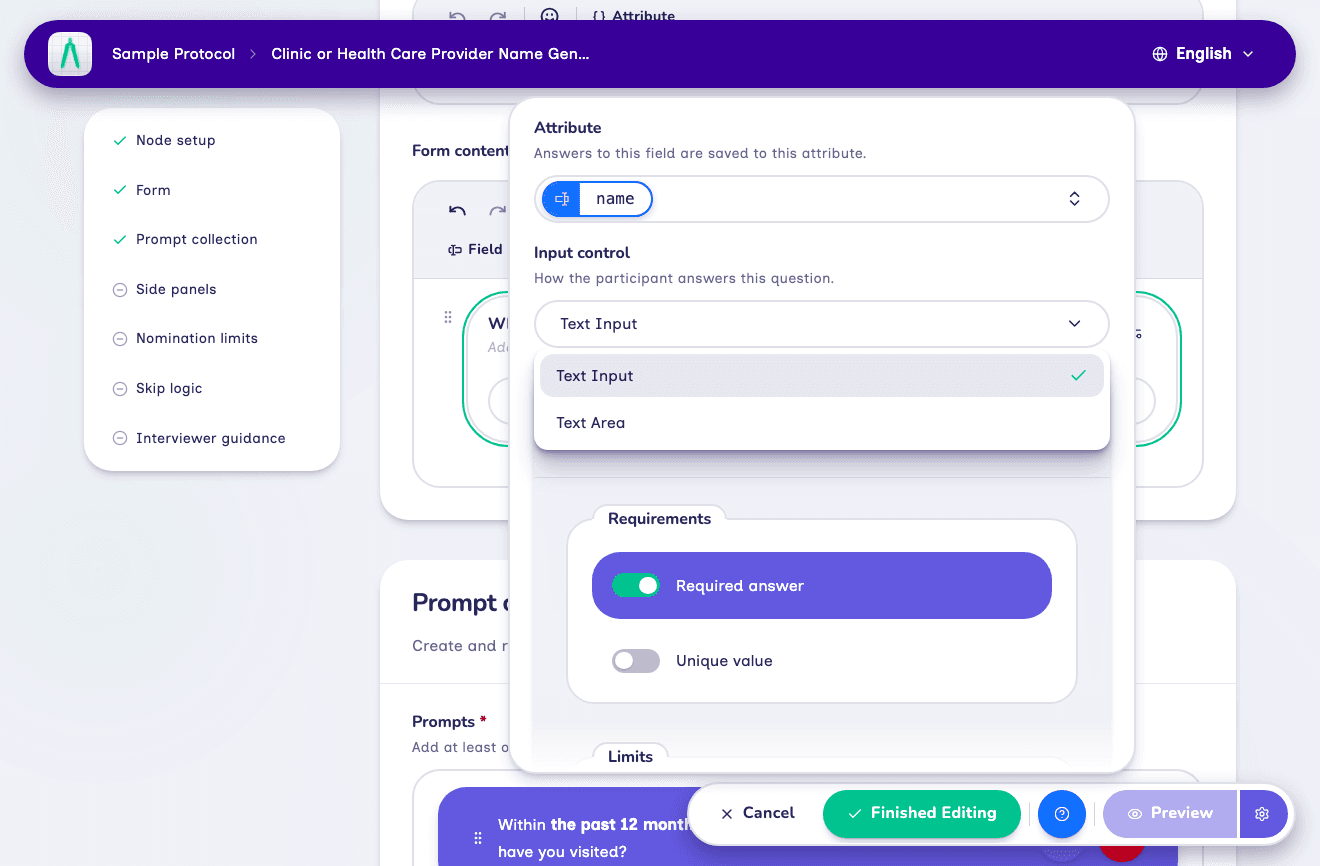 {} Attribute
Sample Protocol
Clinic or Health Care Provider Name Gen...
English
Node setup
Form
Prompt collection
Side panels
Nomination limits
Skip logic
Interviewer guidance
Form content
Field
Attribute
Answers to this field are saved to this attribute.
name
Input control
How the participant answers this question.
Text Input
Text Input
Text Area
Requirements
Required answer
Unique value
Limits
Prompt
Create and
Prompts *
Add at least
Within the past 12 month
have you visited?
Cancel
Finished Editing
Preview